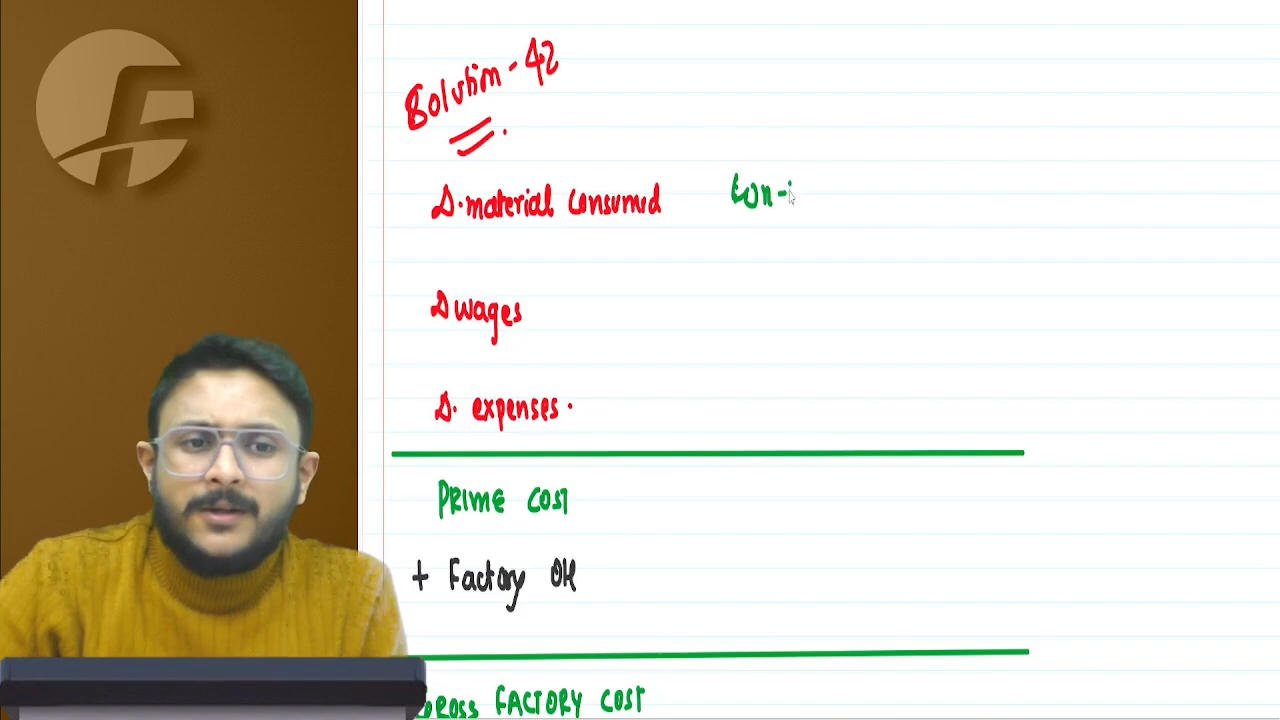 Solution - 42
D. material consumed
D wages
D. expenses.
PRIME COST
+ Factory OH
GROSS FACTORY COST